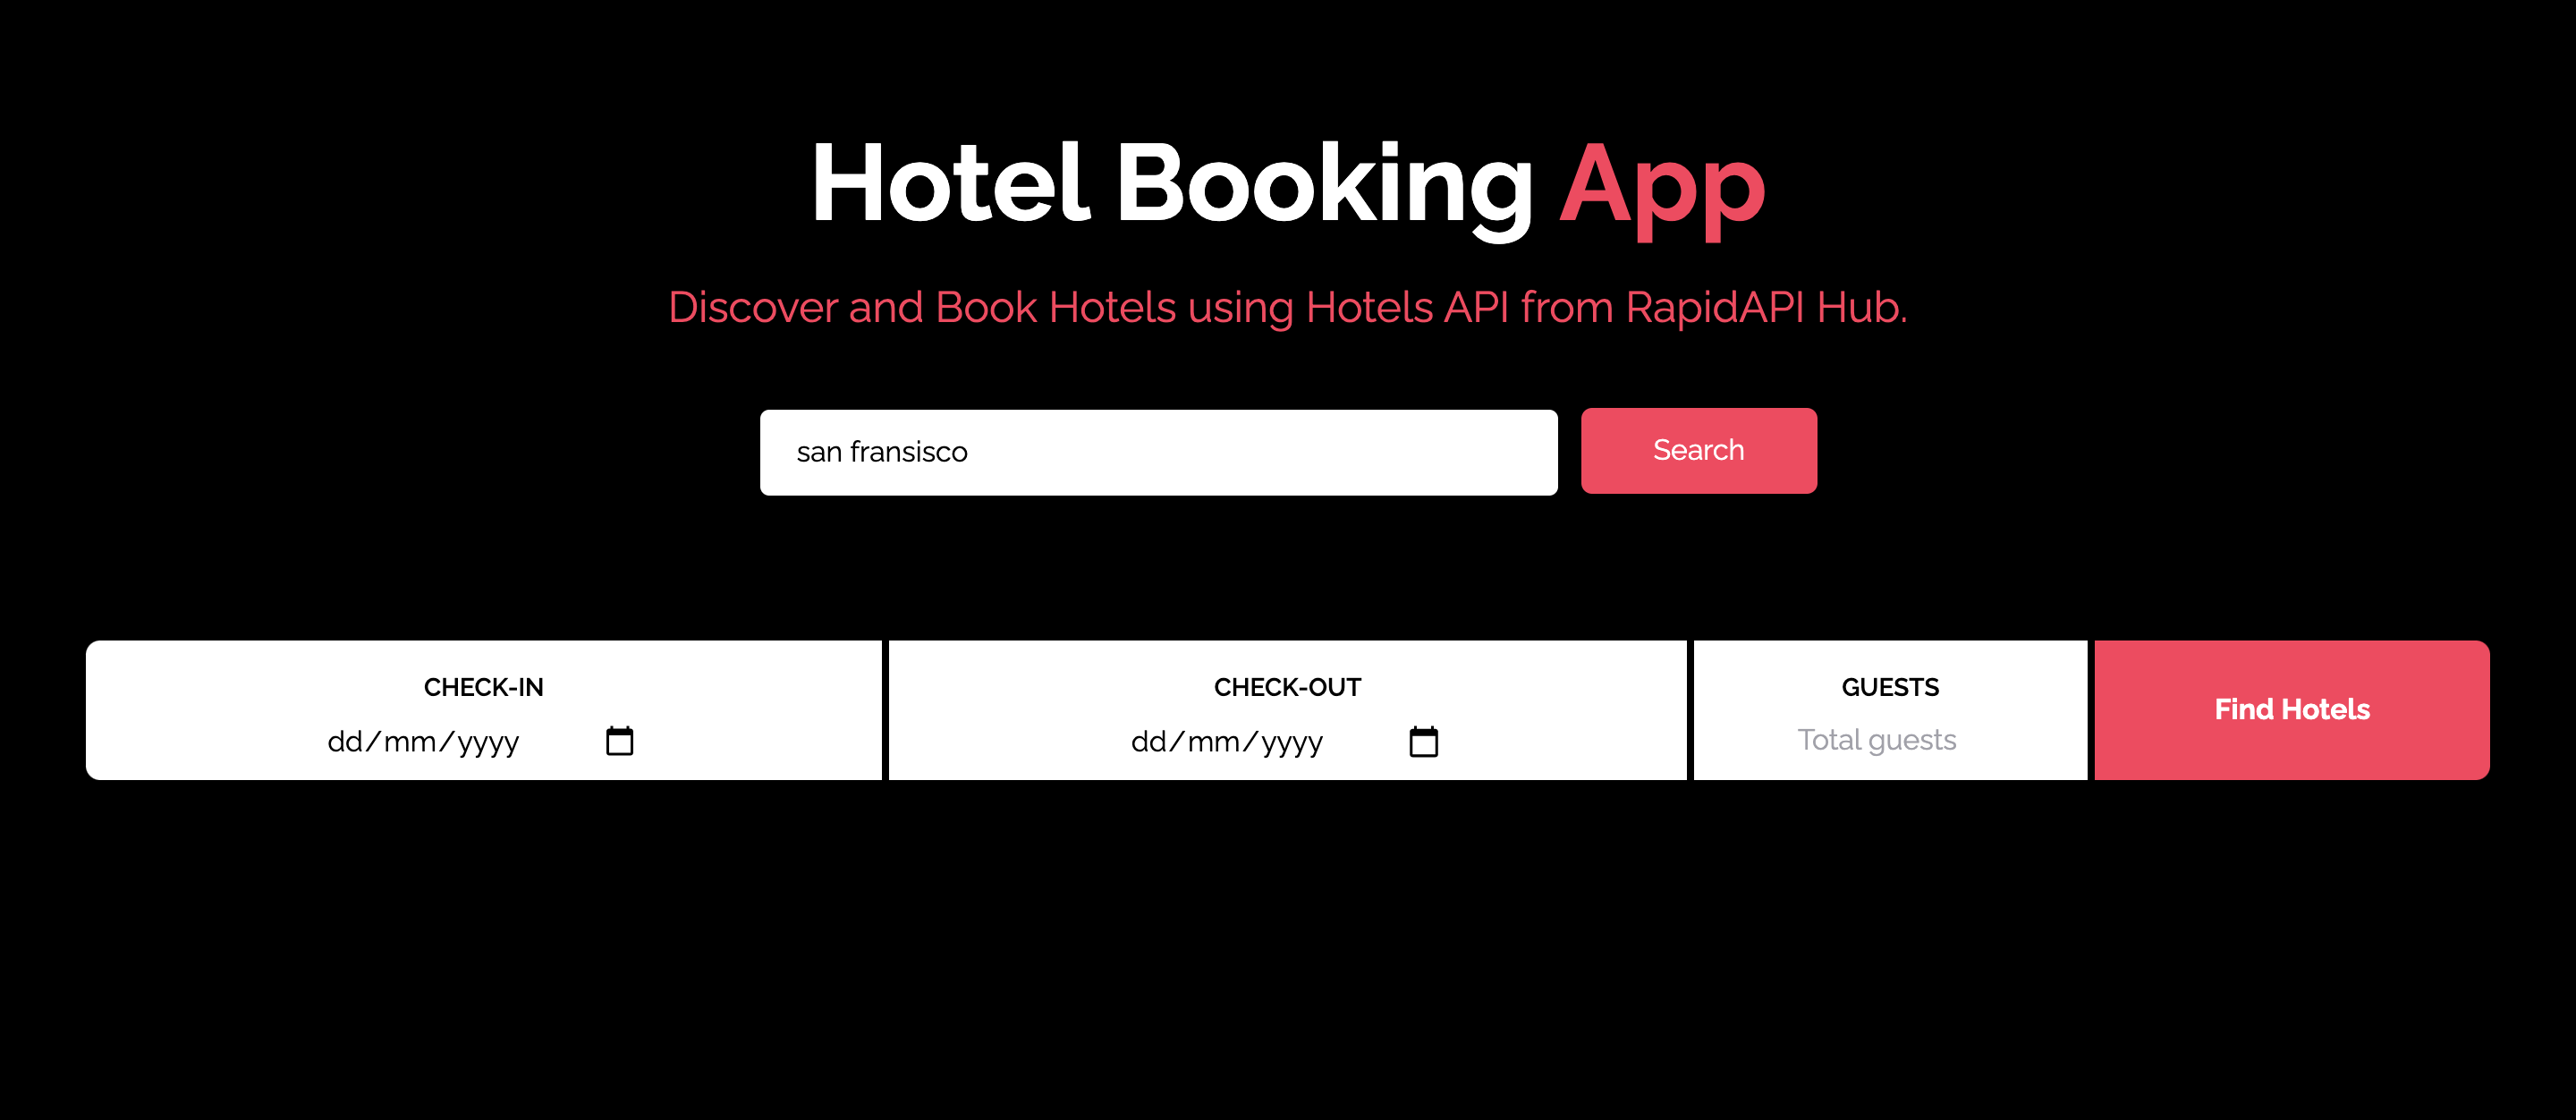 Hotel Booking App
Discover and Book Hotels using Hotels API from RapidAPI Hub.
san fransisco
Search
CHECK-IN
dd/mm/yyyy
CHECK-OUT
dd/mm/yyyy
GUESTS
Total guests
Find Hotels